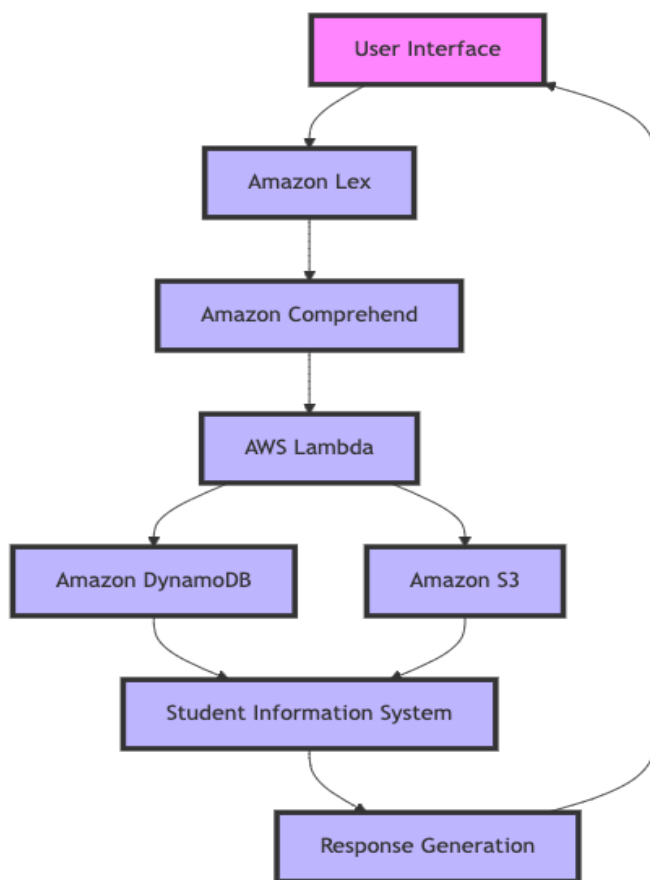 User Interface
Amazon Lex
Amazon Comprehend
AWS Lambda
Amazon DynamoDB
Amazon S3
Student Information System
Response Generation